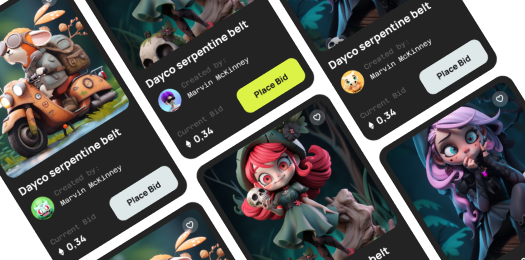 Dayco serpentine belt
Created by:
Marvin McKinney
Current Bid
0.34
Place Bid
Dayco serpentine belt
Created by:
Marvin McKinney
Current Bid
0.34
Place Bid
Dayco serpentine belt
Created by:
Marvin McKinney
Current Bid
0.34
Place Bid